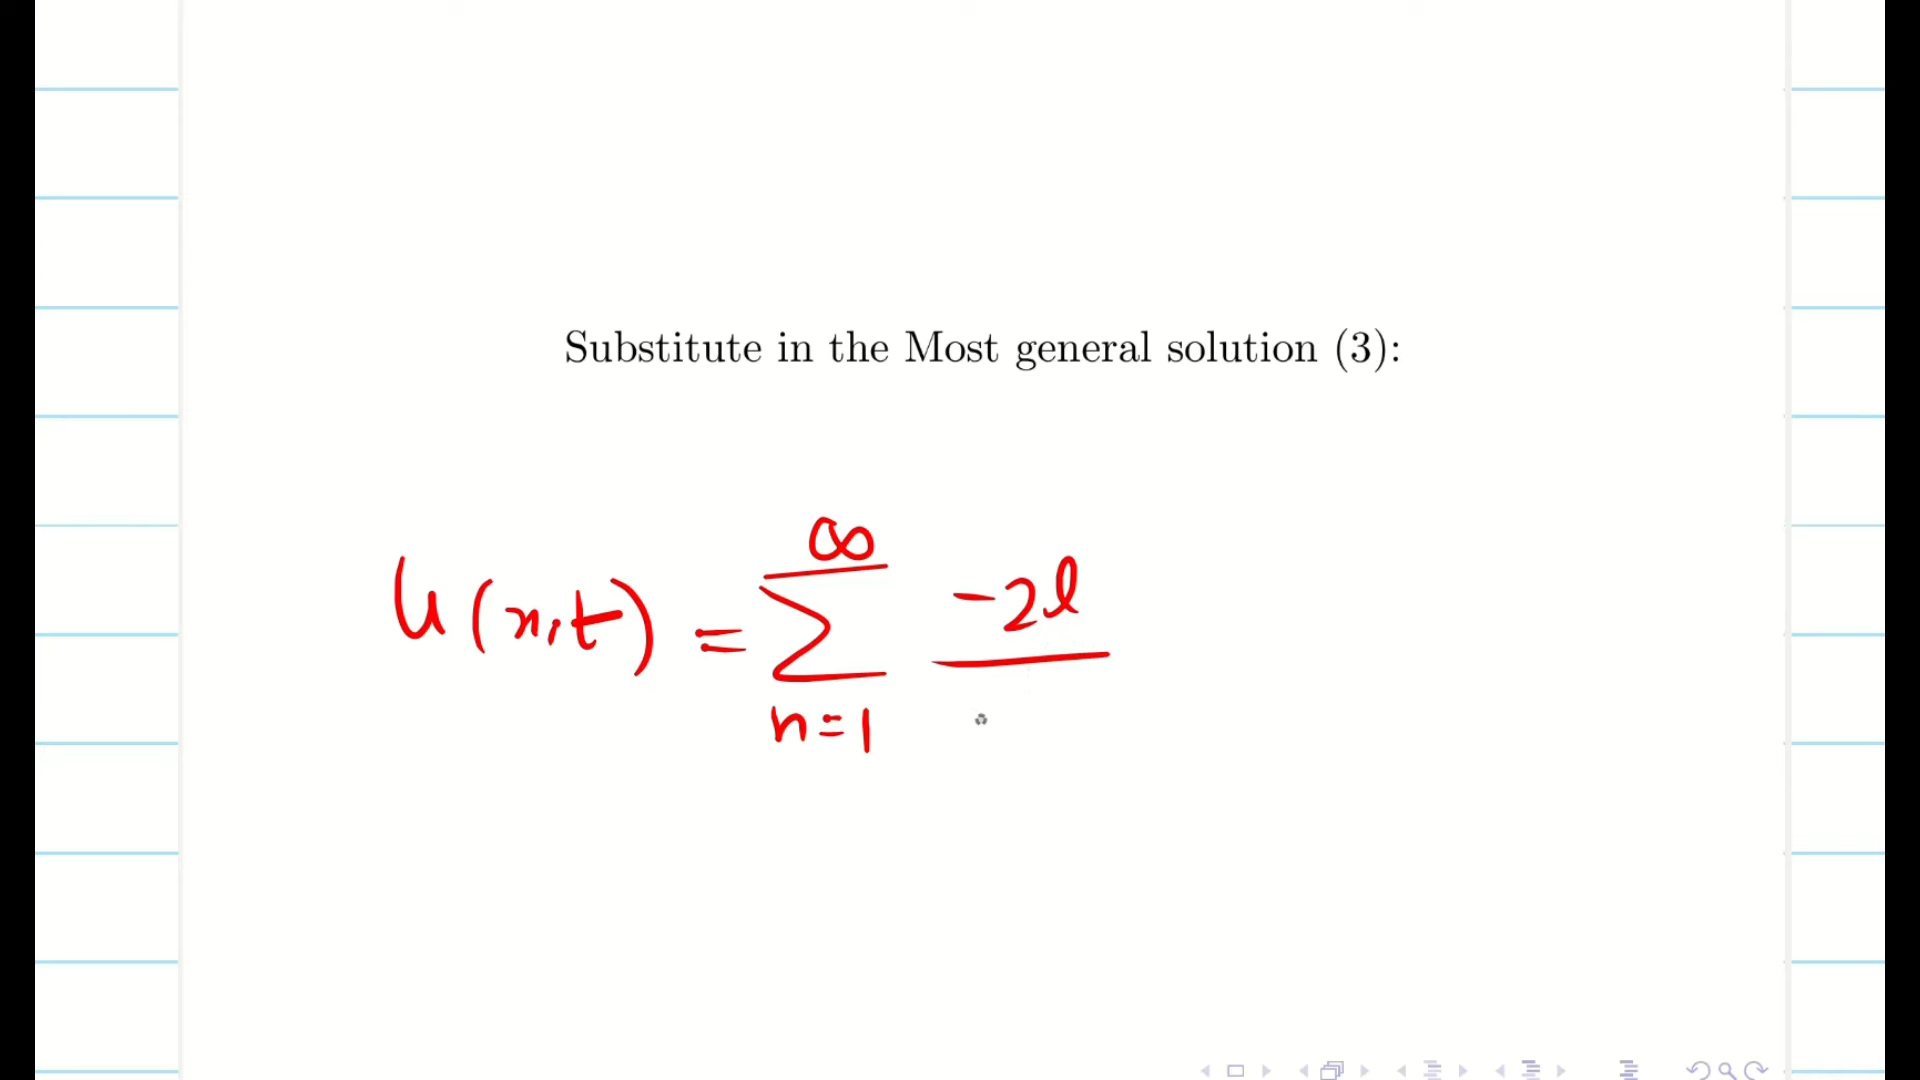 Substitute in the Most general solution (3):
u(x,t) = ∞ ∑ n=1 -2l